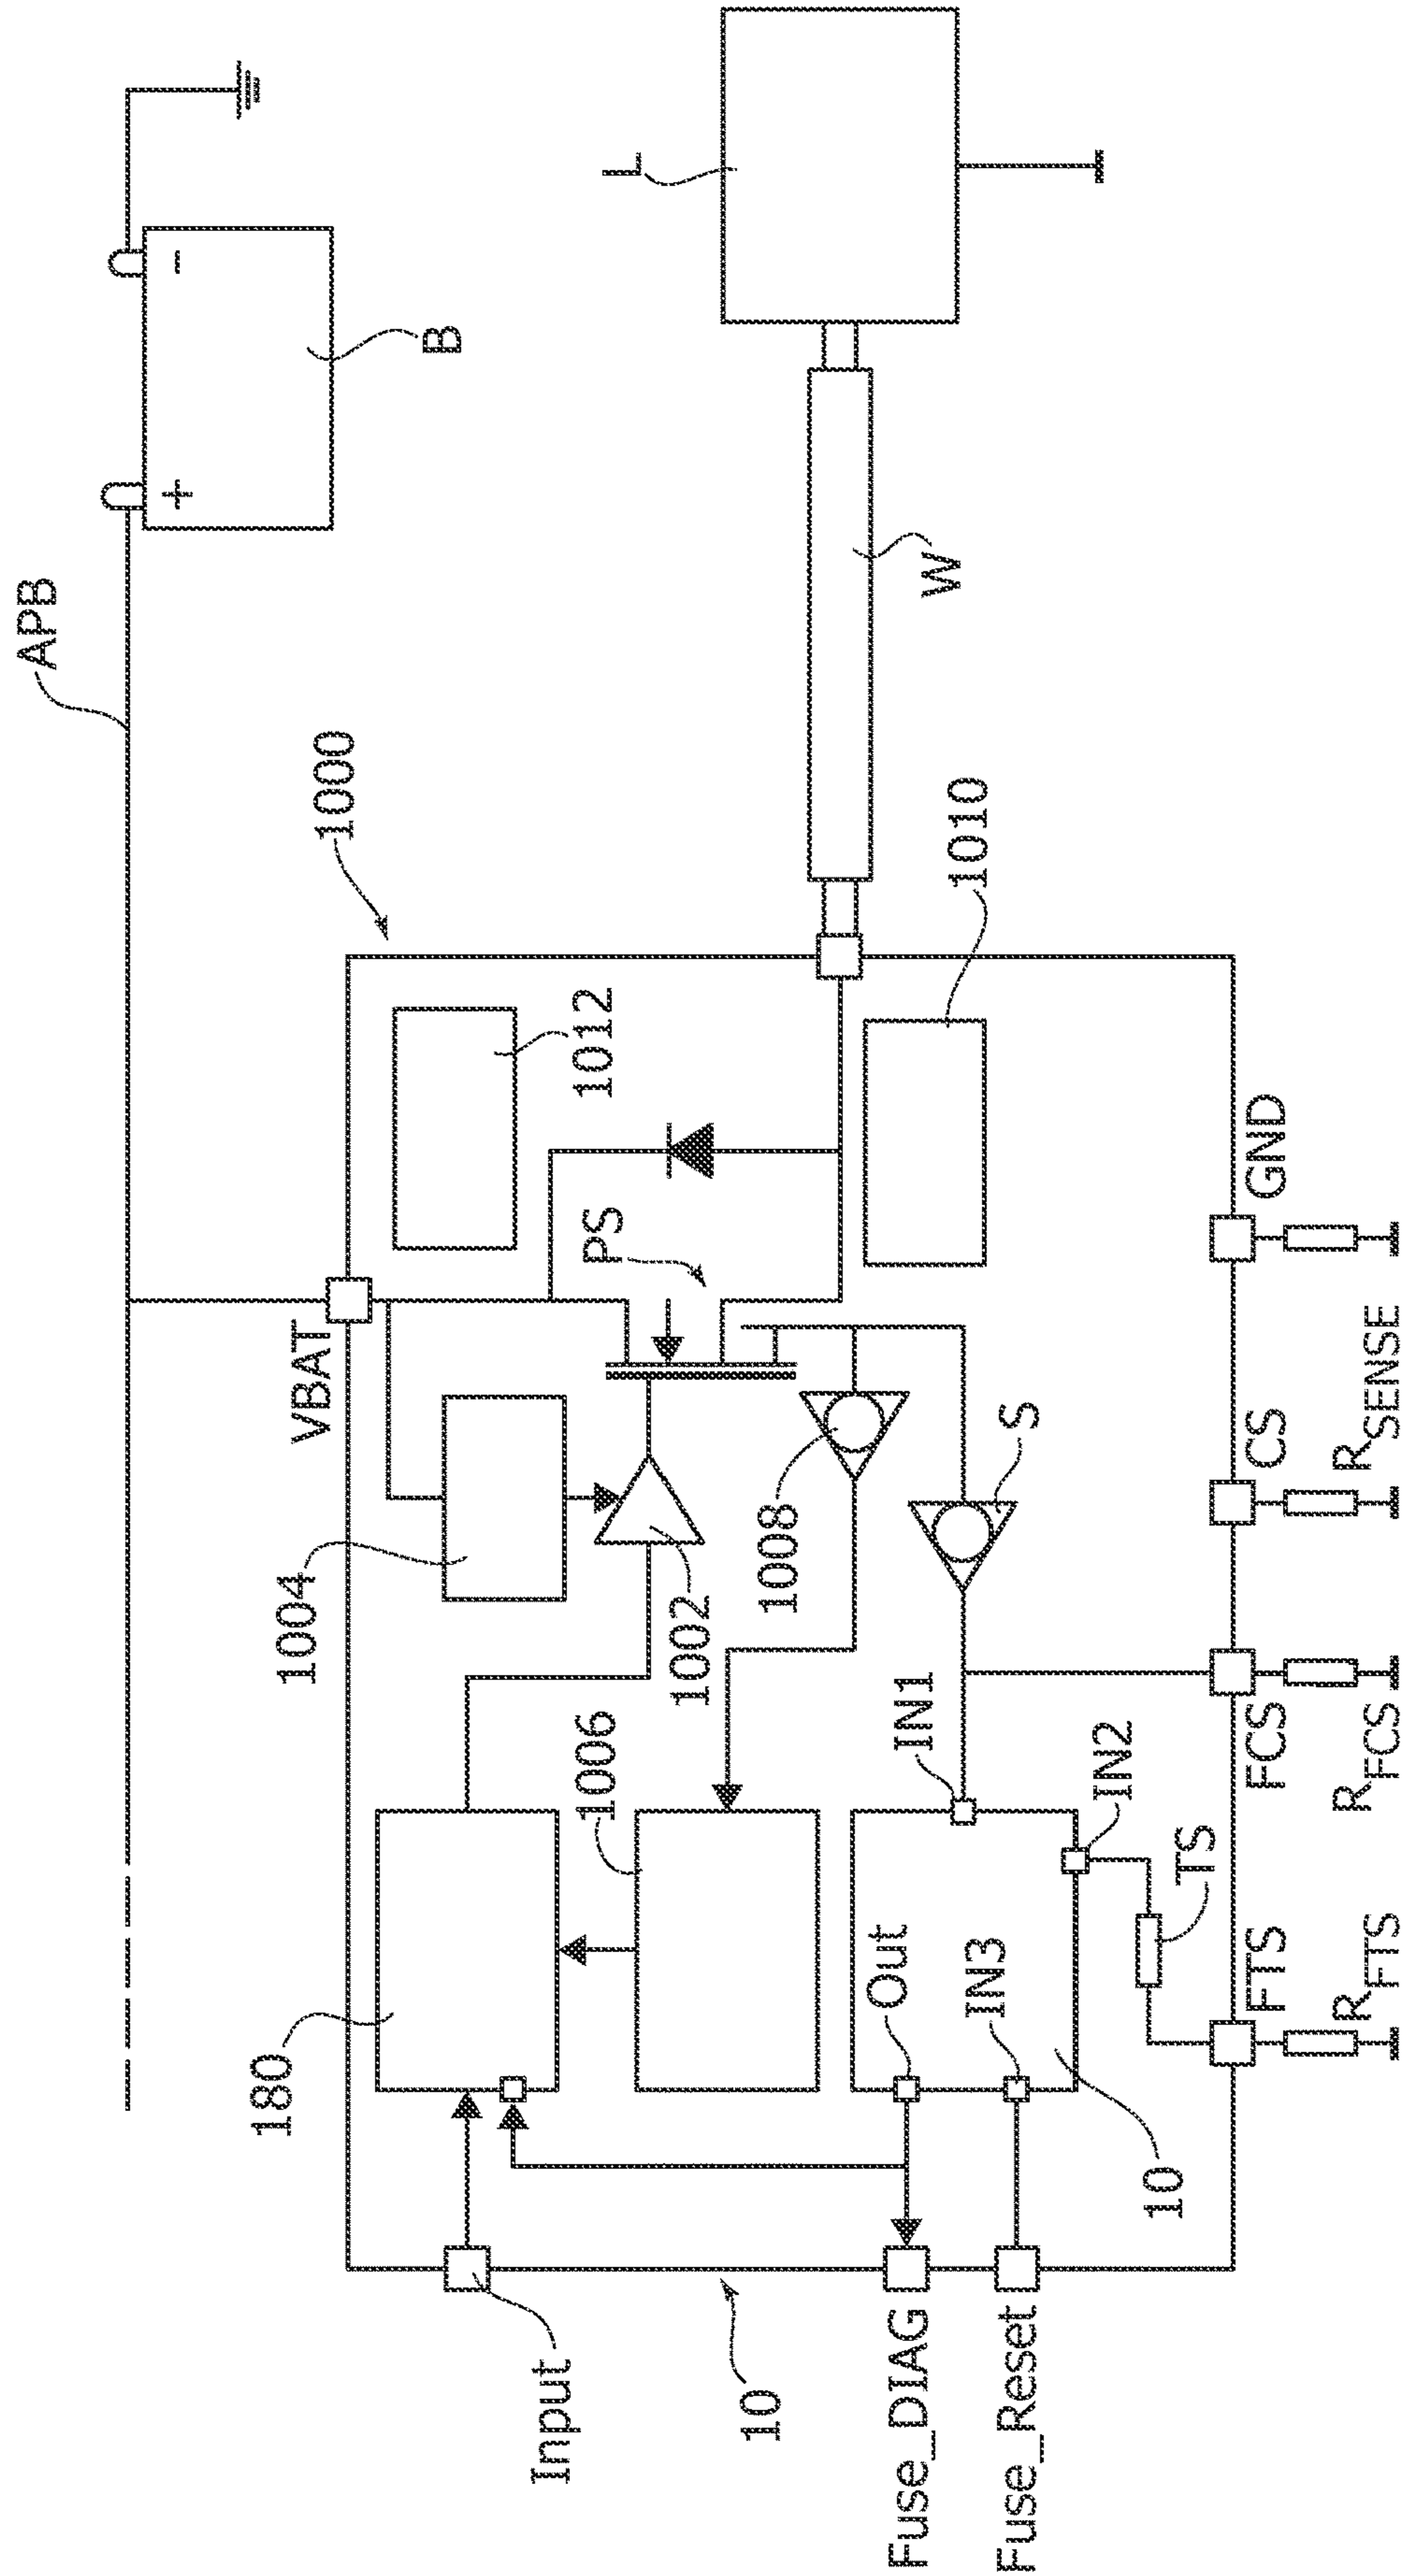 APB
+
-
B
L
1000
VBAT
1012
W
1004
PS
180
1002
Input
1006
1008
1010
10
IN1
S
Out
Fuse_DIAG
IN3
Fuse_Reset
IN2
10
TS
FTS
FCS
CS
GND
RFTS
RFCS
RSENSE